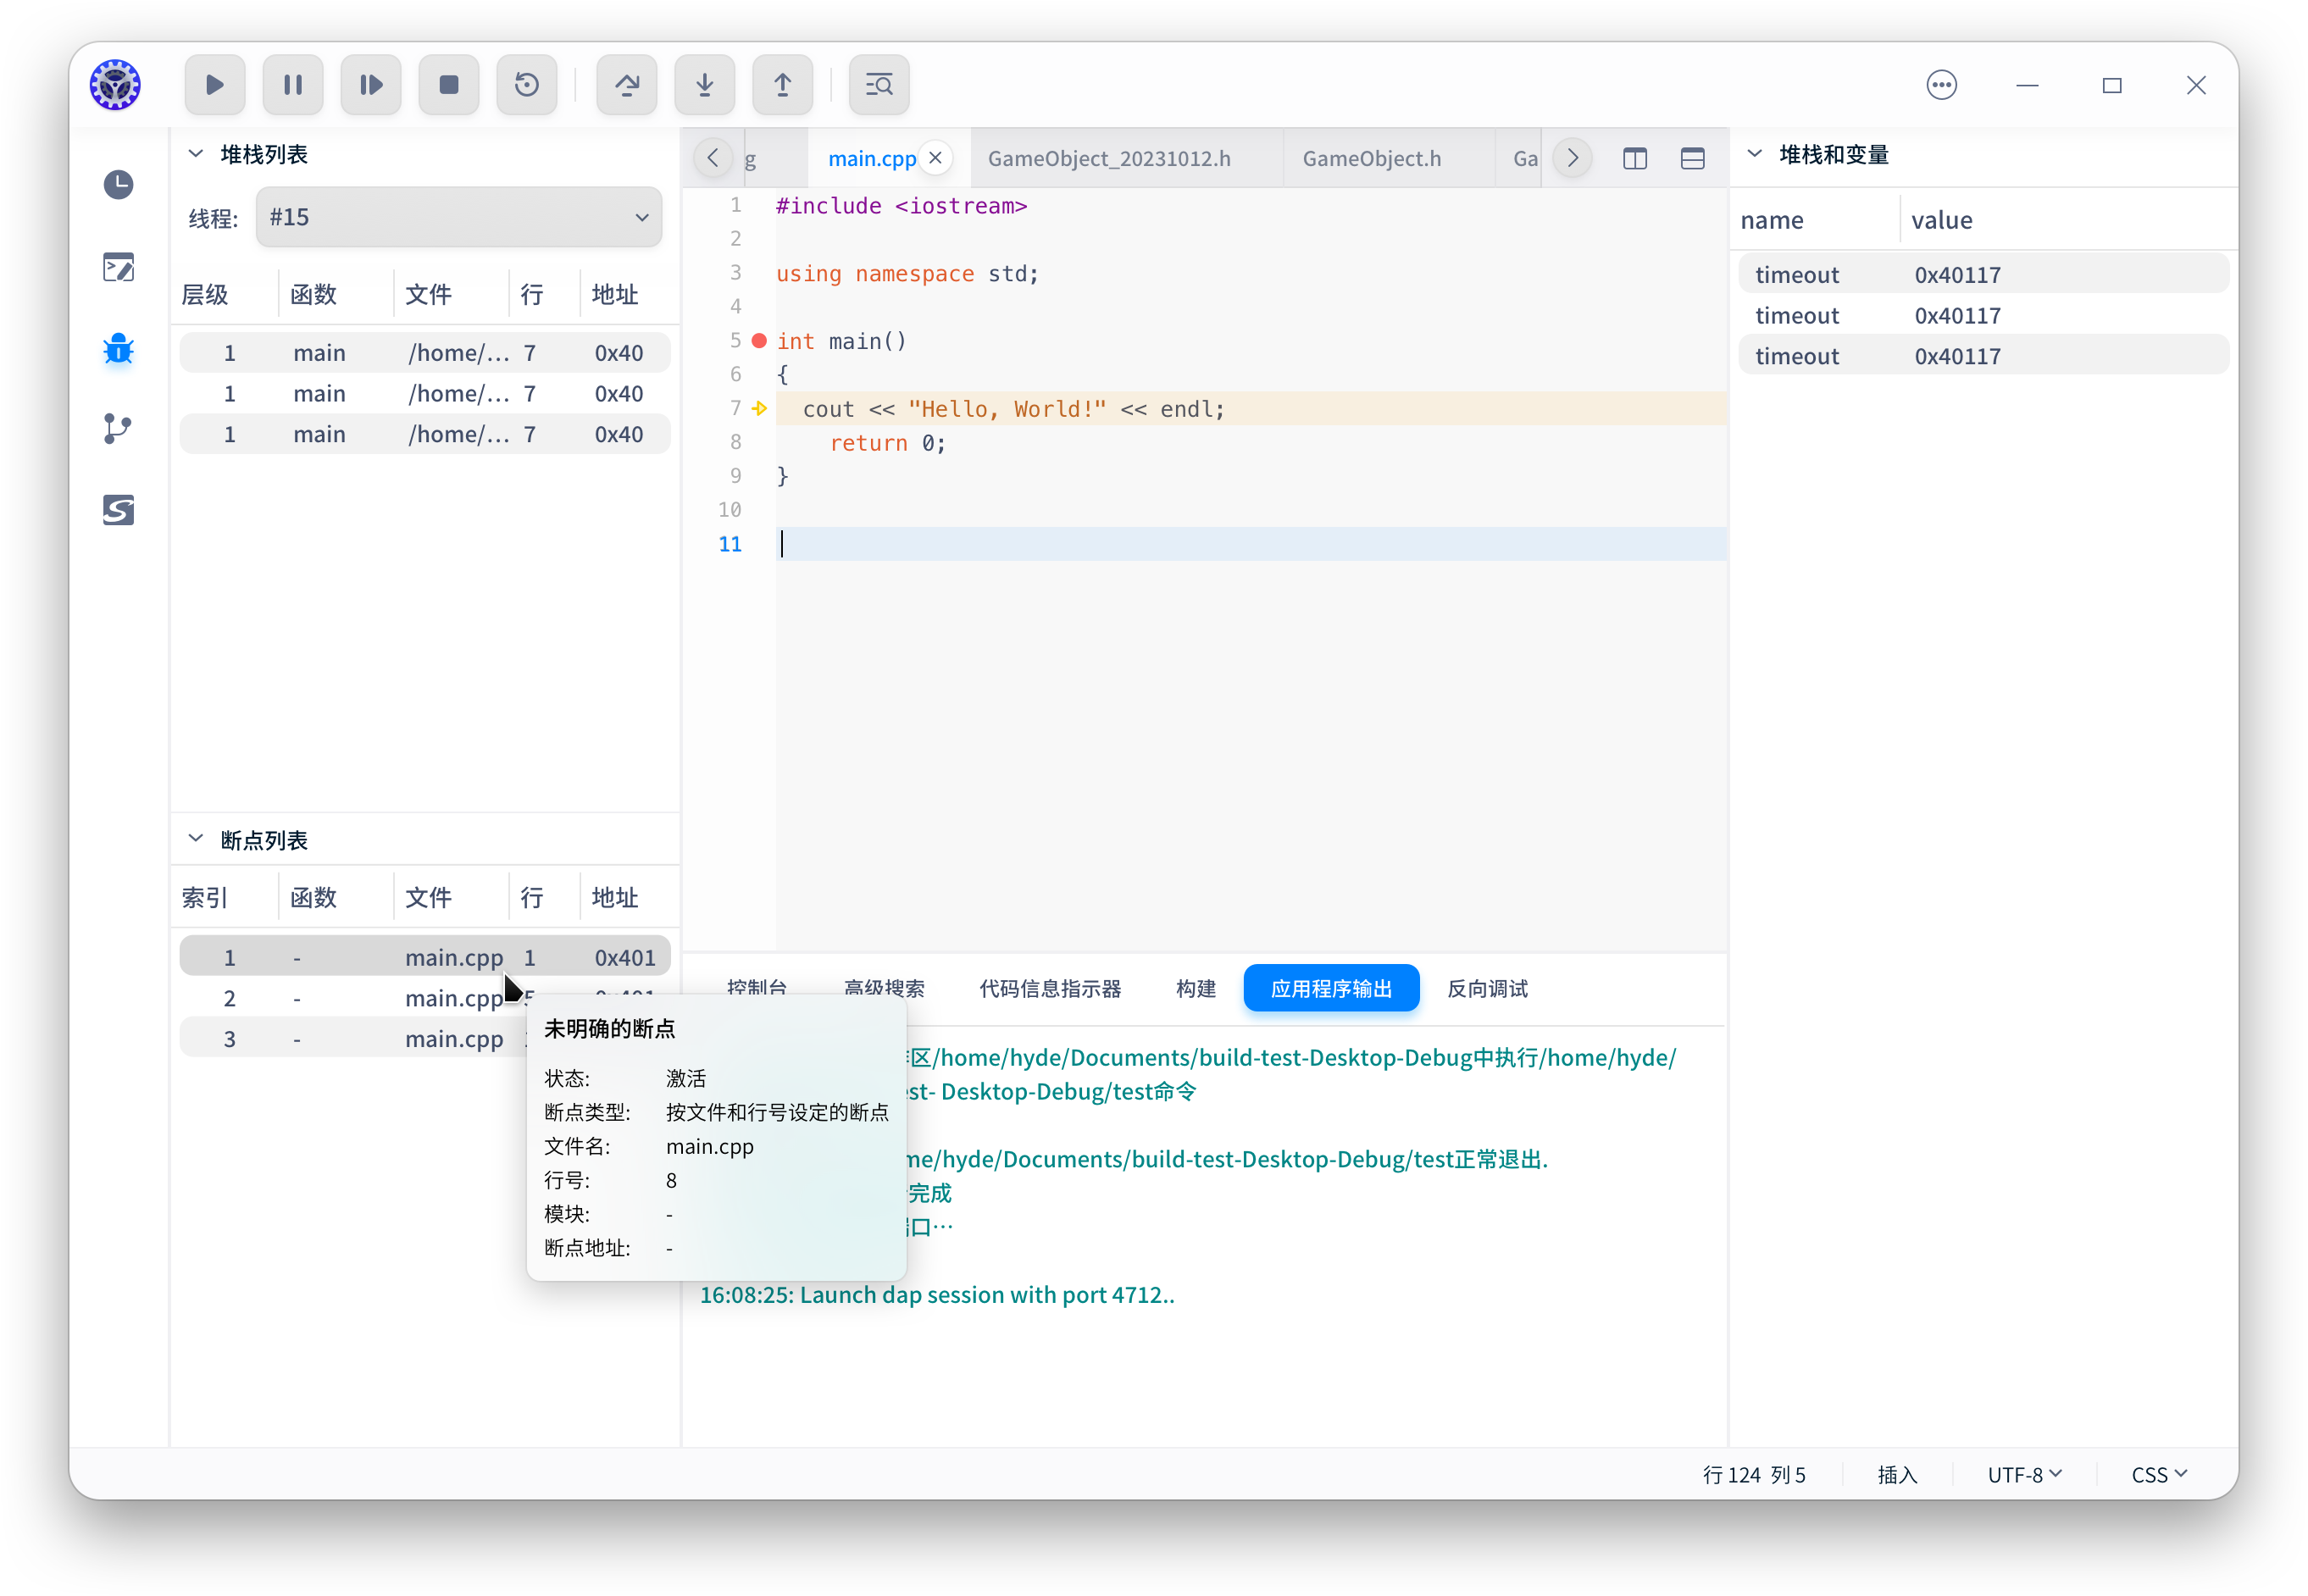 堆栈列表
线程: #15
层级 函数 文件 行 地址
1 main /home/... 7 0x40
1 main /home/... 7 0x40
1 main /home/... 7 0x40
断点列表
索引 函数 文件 行 地址
1 - main.cpp 1 0x401
2 - main.cpp
3 - main.cpp
未明确的断点
状态: 激活
断点类型: 按文件和行号设定的断点
文件名: main.cpp
行号: 8
模块: -
断点地址: -
g main.cpp GameObject_20231012.h GameObject.h Ga
1 #include <iostream>
2
3 using namespace std;
4
5 int main()
6 {
7 cout << "Hello, World!" << endl;
8 return 0;
9 }
10
11
控制台 高级搜索 代码信息指示器 构建 应用程序输出 反向调试
区/home/hyde/Documents/build-test-Desktop-Debug中执行/home/hyde/
est- Desktop-Debug/test命令
me/hyde/Documents/build-test-Desktop-Debug/test正常退出.
完成
口…
16:08:25: Launch dap session with port 4712..
堆栈和变量
name value
timeout 0x40117
timeout 0x40117
timeout 0x40117
行 124 列 5 插入 UTF-8 CSS